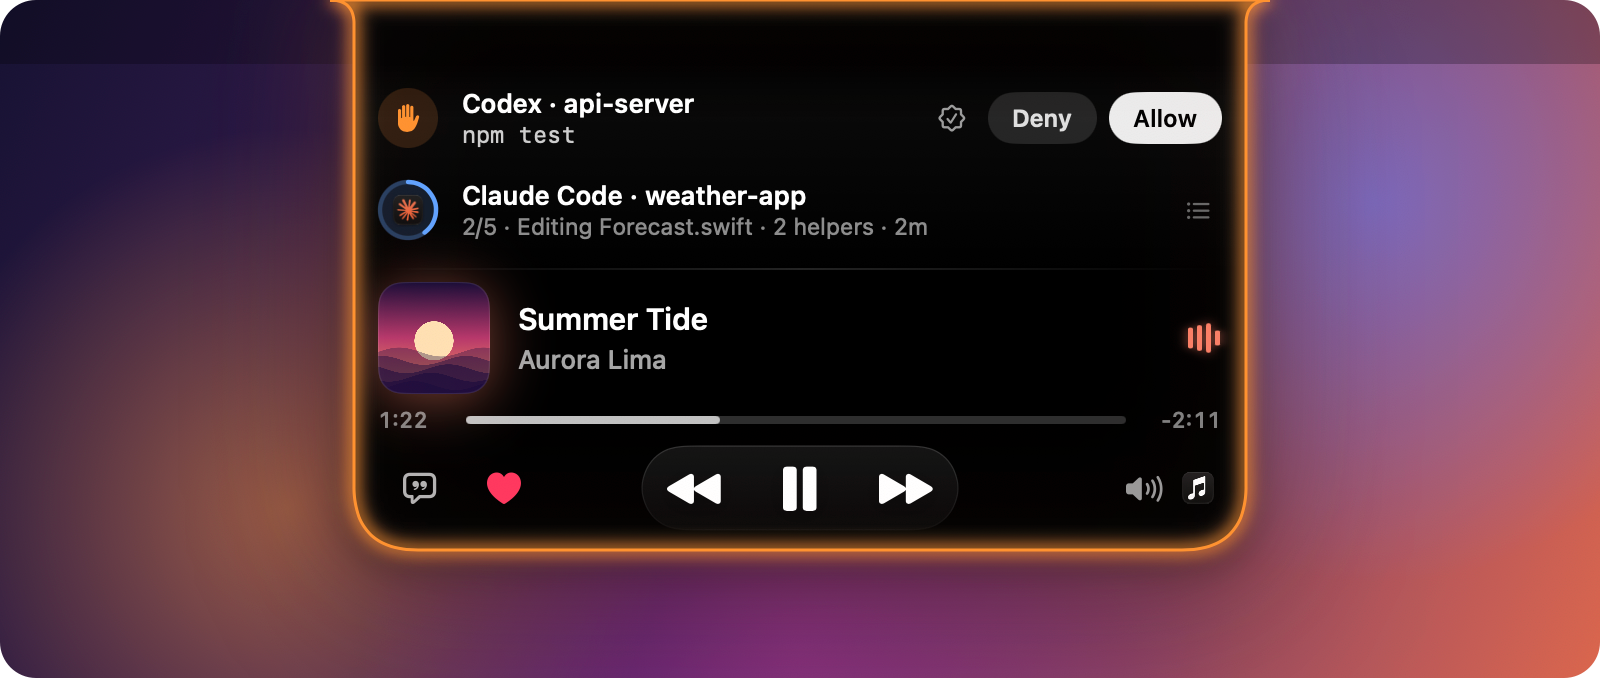 Codex · api-server
npm test
Deny
Allow
Claude Code · weather-app
2/5 · Editing Forecast.swift · 2 helpers · 2m
Summer Tide
Aurora Lima
1:22
-2:11